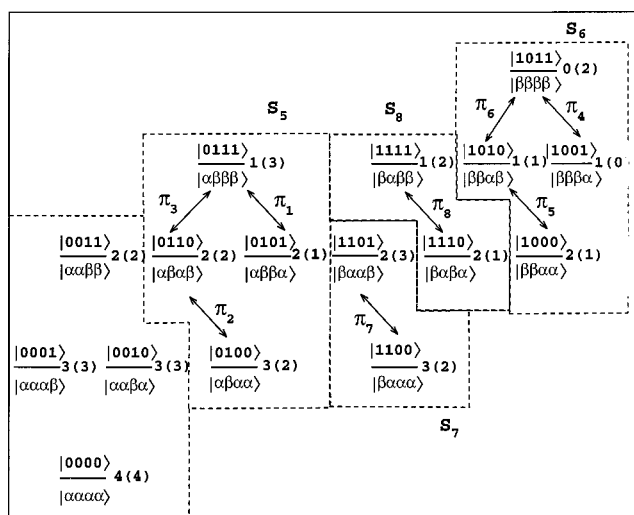 S₆
|1011⟩ 0(2)
|ββββ⟩
S₅ S₈ π₆ π₄
|0111⟩ 1(3) |1111⟩ 1(2) |1010⟩ 1(1) |1001⟩ 1(0
|αβββ⟩ |βαββ⟩ |ββαβ⟩ |βββα⟩
π₃ π₁ π₈ π₅
|0011⟩ 2(2) |0110⟩ 2(2) |0101⟩ 2(1) |1101⟩ 2(3) |1110⟩ 2(1) |1000⟩ 2(1)
|ααββ⟩ |αβαβ⟩ |αββα⟩ |βααβ⟩ |βαβα⟩ |ββαα⟩
π₂ π₇
|0001⟩ 3(3) |0010⟩ 3(3) |0100⟩ 3(2) |1100⟩ 3(2)
|αααβ⟩ |ααβα⟩ |αβαα⟩ |βααα⟩
S₇
|0000⟩ 4(4)
|αααα⟩